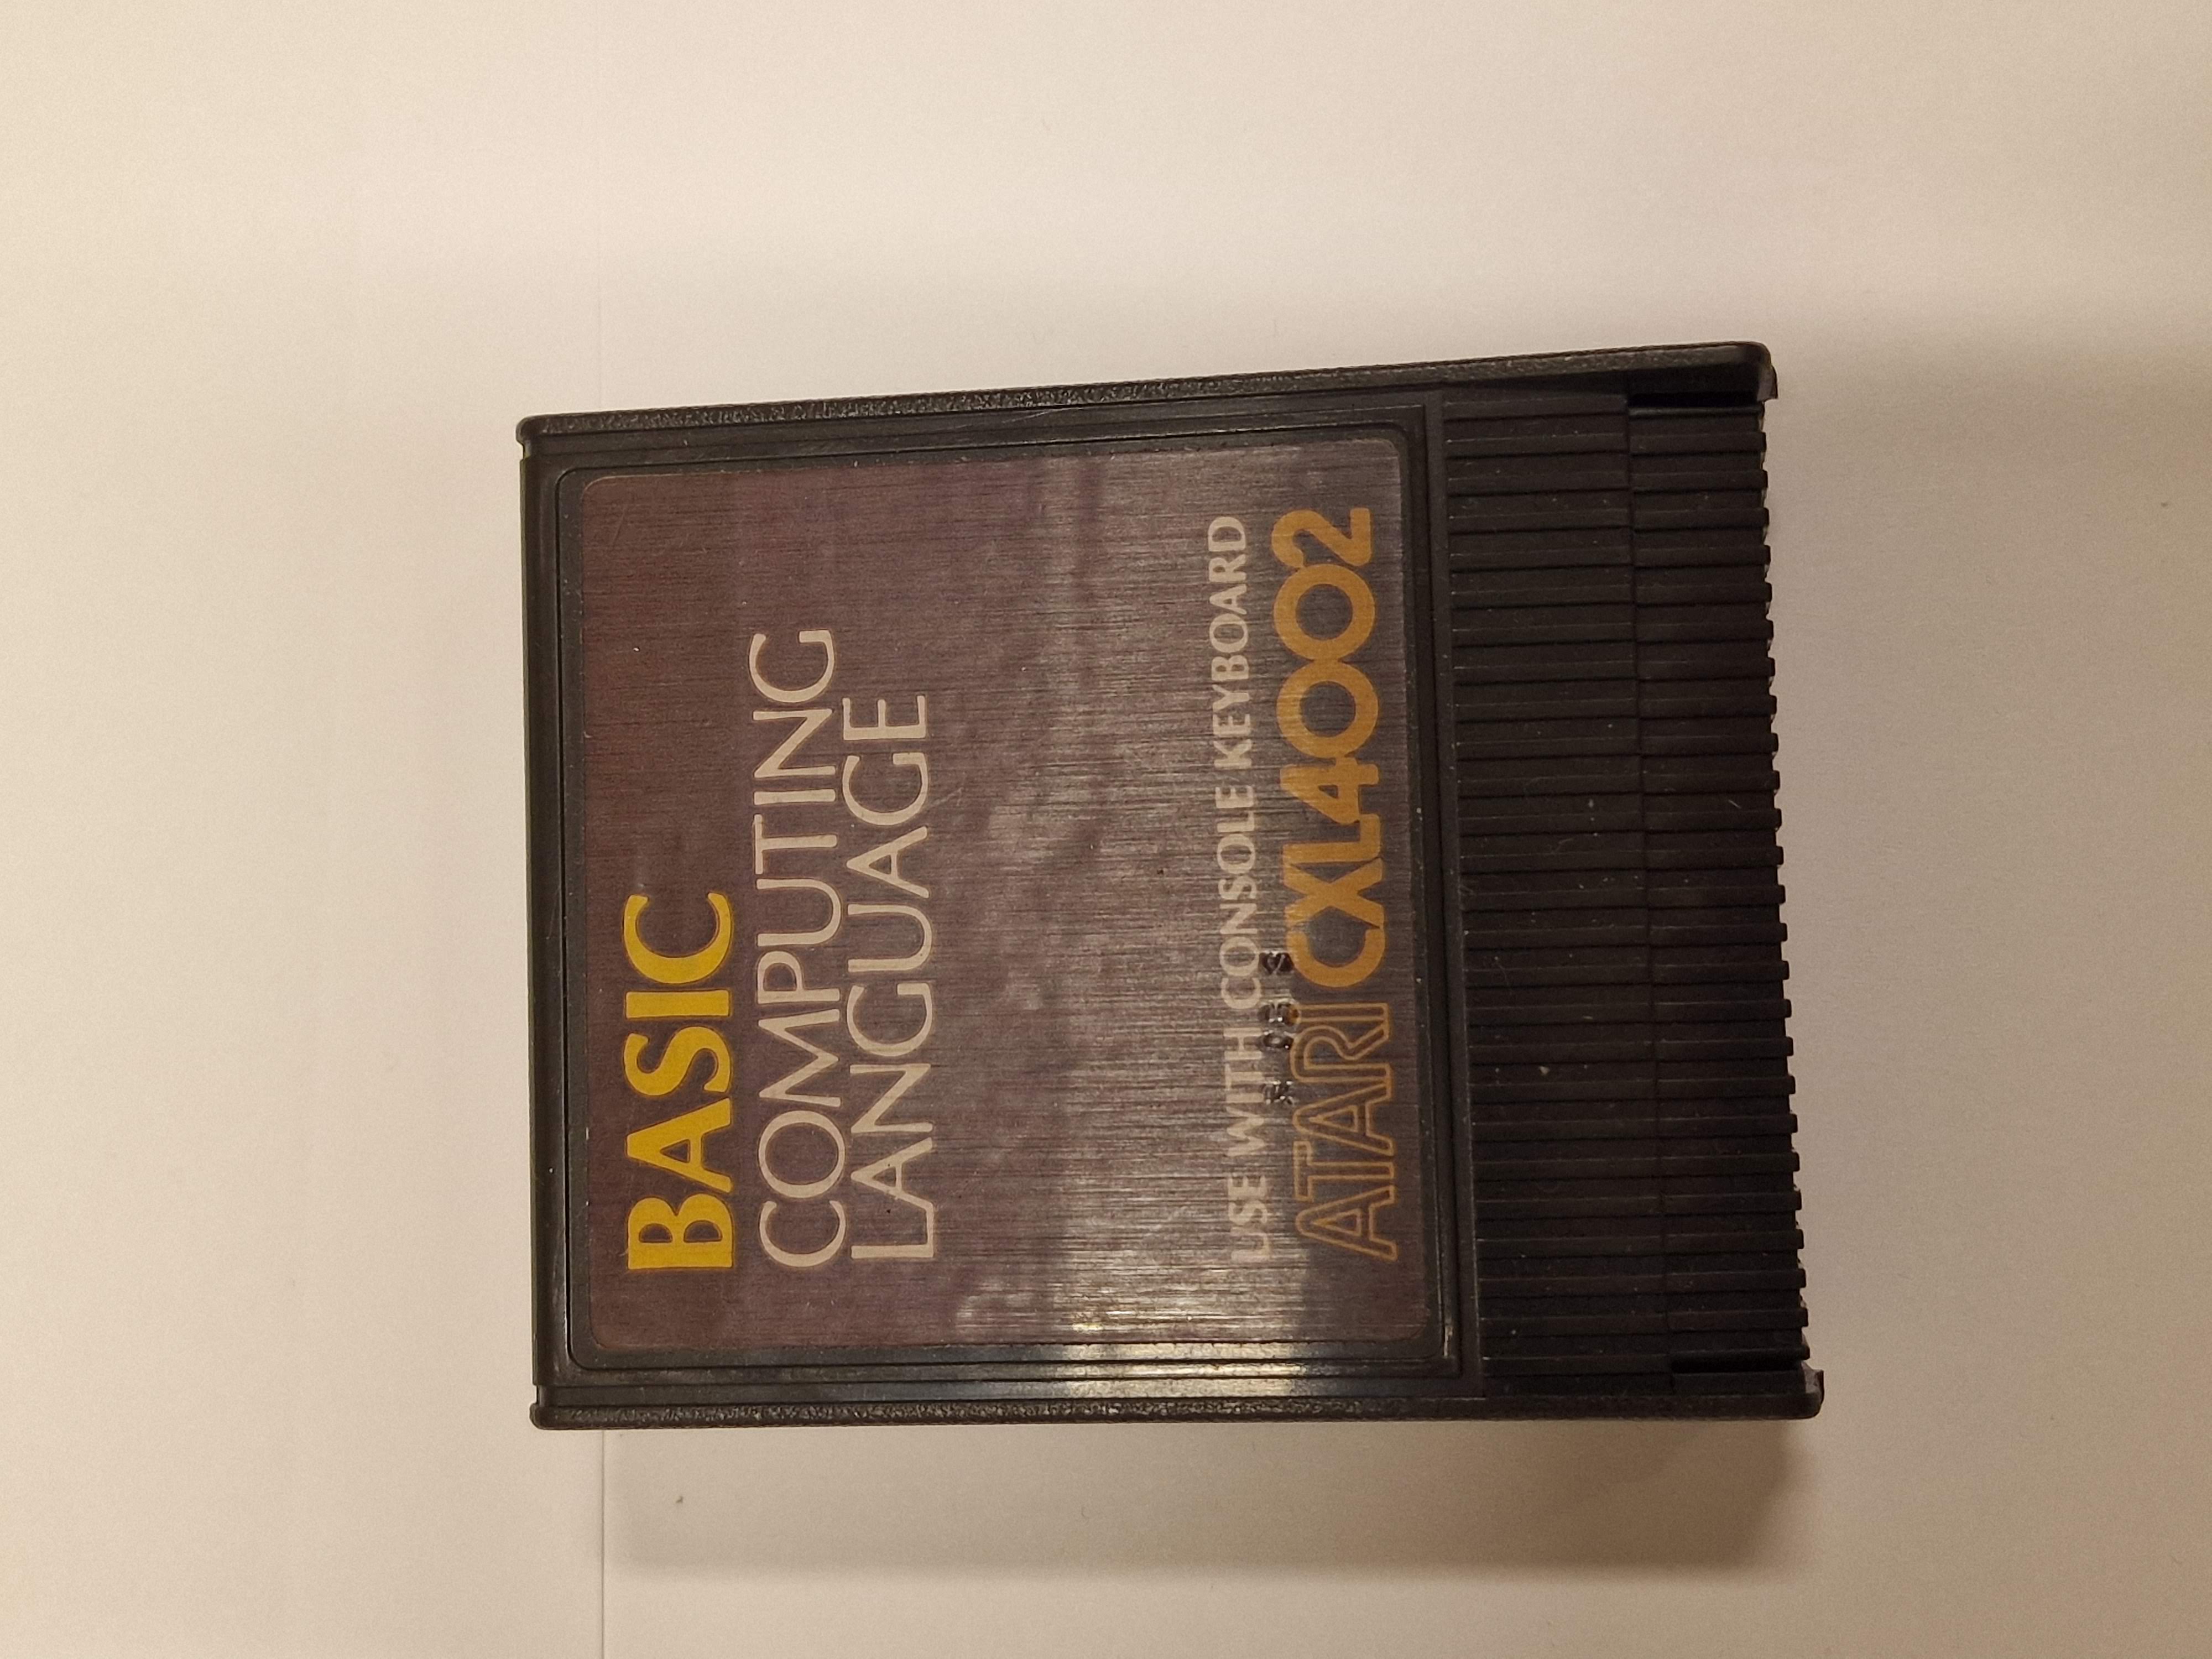 BASIC
COMPUTING
LANGUAGE
USE WITH CONSOLE KEYBOARD
ATARI CXL4002